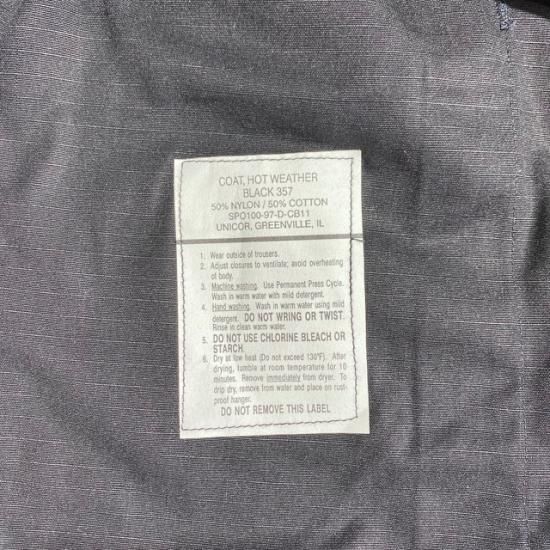 COAT, HOT WEATHER
BLACK 357
50% NYLON / 50% COTTON
SPO100-97-D-CB11
UNICOR, GREENVILLE, IL
1. Wear outside of trousers.
2. Adjust closures to ventilate; avoid overheating
of body.
3. Machine washing. Use Permanent Press Cycle.
Wash in warm water with mild detergent.
4. Hand washing. Wash in warm water using mild
detergent. DO NOT WRING OR TWIST.
Rinse in clean warm water.
5. DO NOT USE CHLORINE BLEACH OR
STARCH.
6. Dry at low heat (Do not exceed 130°F). After
drying, tumble at room temperature for 10
minutes. Remove immediately from dryer. To
drip dry, remove from water and place on rust-
proof hanger.
DO NOT REMOVE THIS LABEL